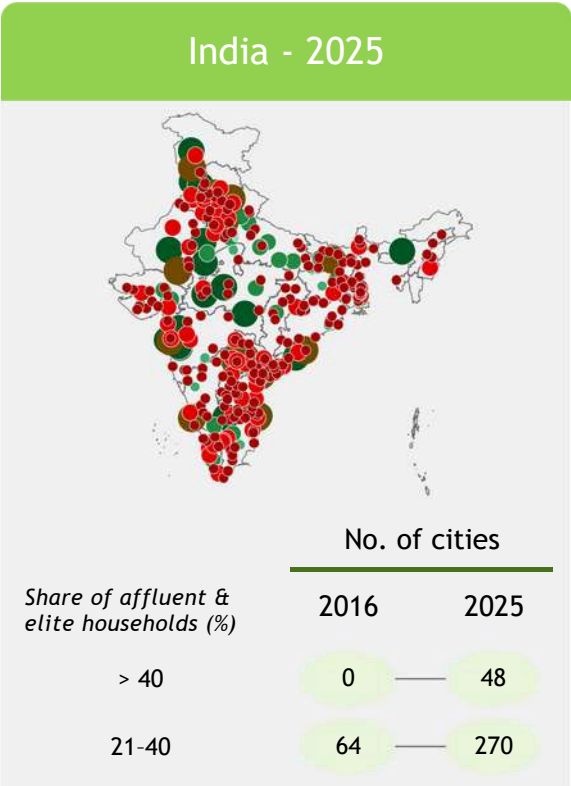 India - 2025
No. of cities
Share of affluent &
elite households (%)
2016 2025
> 40 0 48
21-40 64 270